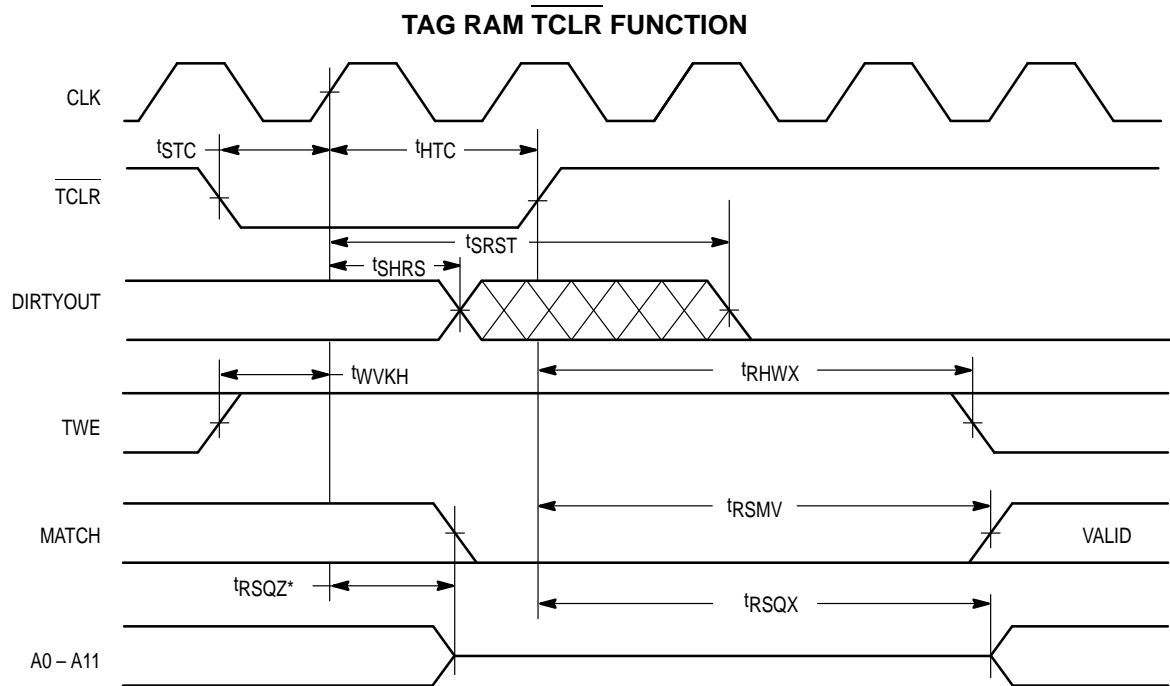 TAG RAM TCLR FUNCTION
CLK
tSTC
tHTC
TCLR
tSRST
tSHRS
DIRTYOUT
tWVKH
tRHWX
TWE
tRSMV
MATCH
VALID
tRSQZ*
tRSQX
A0 – A11